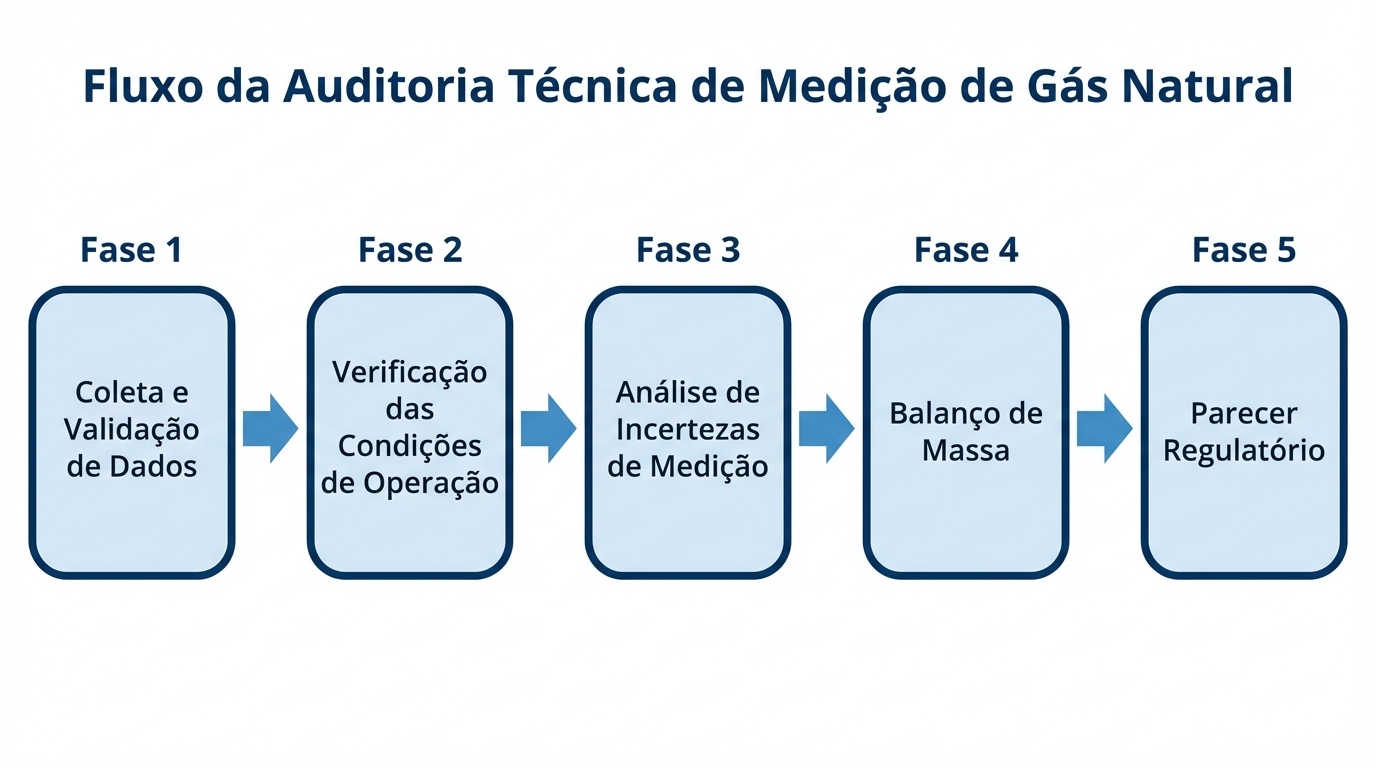 Fluxo da Auditoria Técnica de Medição de Gás Natural
Fase 1
Coleta e
Validação
de Dados
Fase 2
Verificação
das
Condições
de Operação
Fase 3
Análise de
Incertezas
de Medição
Fase 4
Balanço de
Massa
Fase 5
Parecer
Regulatório